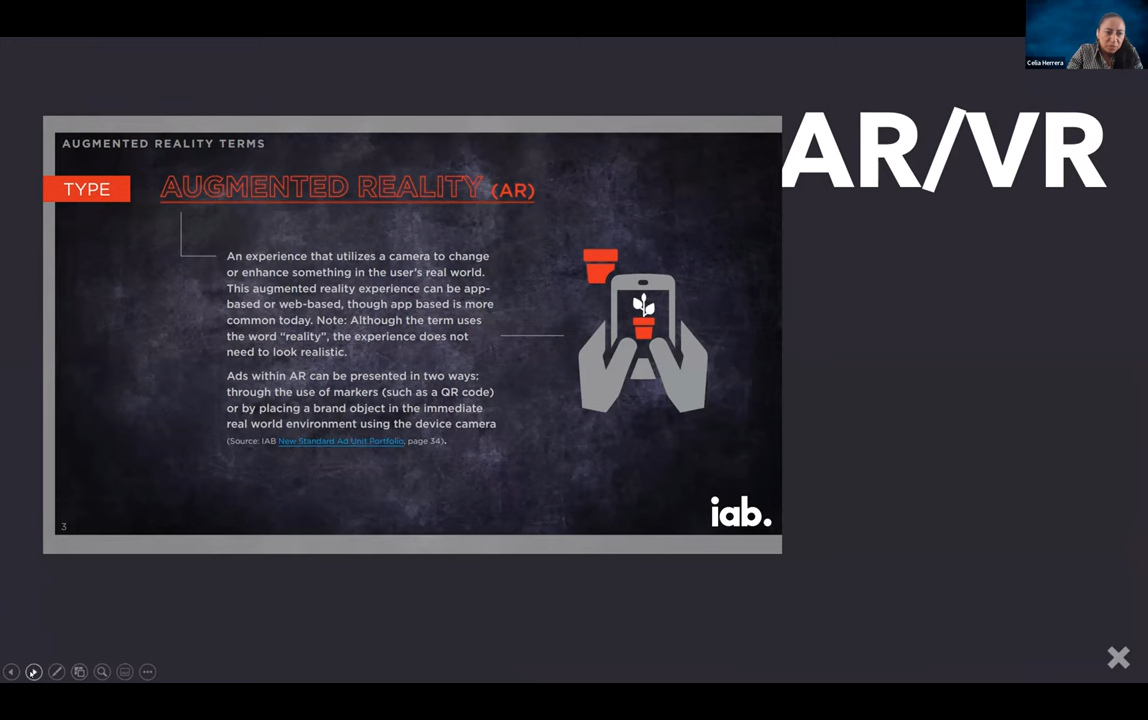 Celia Herrera
AR/VR
AUGMENTED REALITY TERMS
TYPE
AUGMENTED REALITY (AR)
An experience that utilizes a camera to change
or enhance something in the user's real world.
This augmented reality experience can be app-
based or web-based, though app based is more
common today. Note: Although the term uses
the word “reality”, the experience does not
need to look realistic.
Ads within AR can be presented in two ways:
through the use of markers (such as a QR code)
or by placing a brand object in the immediate
real world environment using the device camera
(Source: IAB New Standard Ad Unit Portfolio, page 34).
iab.
3